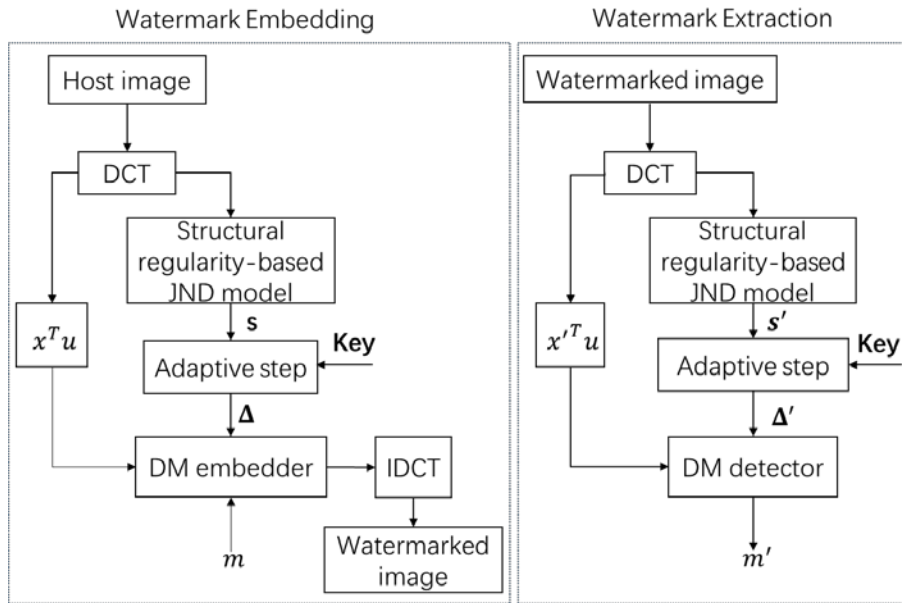 Watermark Embedding
Host image
DCT
Structural
regularity-based
JND model
x^T u
s
Key
Adaptive step
Δ
DM embedder
IDCT
m
Watermarked
image
Watermark Extraction
Watermarked image
DCT
Structural
regularity-based
JND model
x'^T u
s'
Key
Adaptive step
Δ'
DM detector
m'